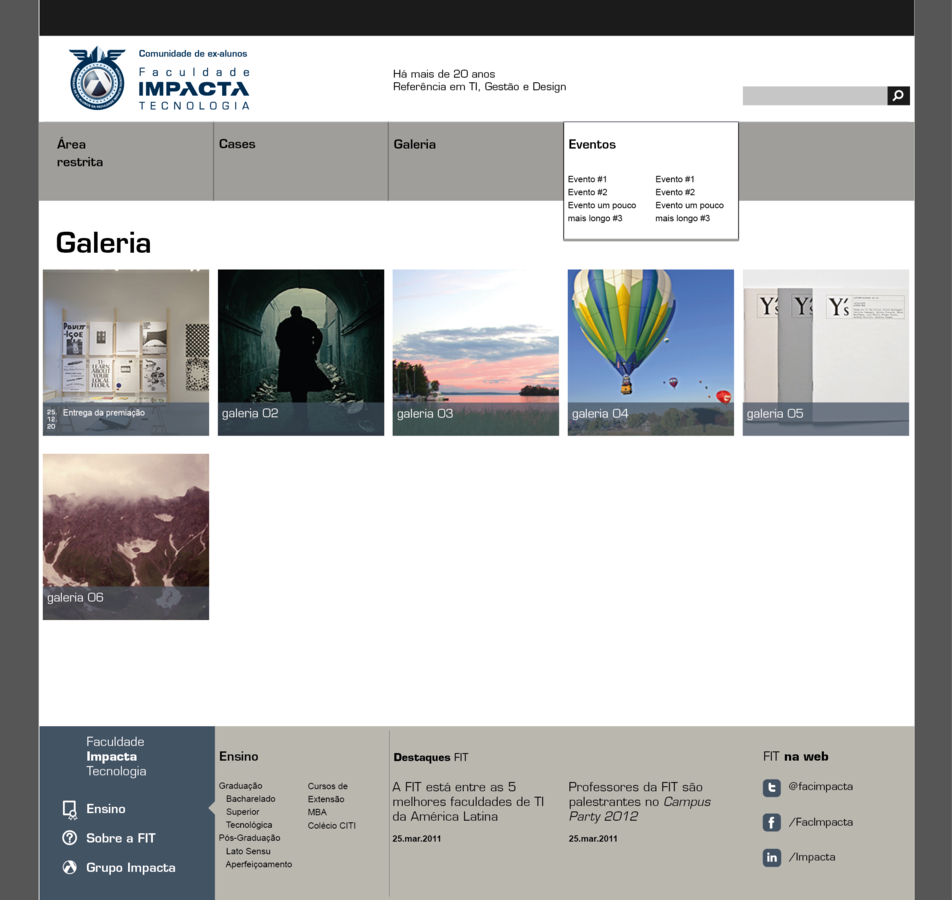 Comunidade de ex-alunos
Faculdade
IMPACTA
TECNOLOGIA
Há mais de 20 anos
Referência em TI, Gestão e Design
Área
restrita
Cases
Galeria
Eventos
Evento #1
Evento #2
Evento um pouco
mais longo #3
Evento #1
Evento #2
Evento um pouco
mais longo #3
Galeria
25.
12.
20
Entrega da premiação
galeria 02
galeria 03
galeria 04
Y's
Y's
Y's
galeria 05
galeria 06
Faculdade
Impacta
Tecnologia
Ensino
Sobre a FIT
Grupo Impacta
Ensino
Graduação
Bacharelado
Superior
Tecnológica
Pós-Graduação
Lato Sensu
Aperfeiçoamento
Cursos de
Extensão
MBA
Colécio CITI
Destaques FIT
A FIT está entre as 5
melhores faculdades de TI
da América Latina
25.mar.2011
Professores da FIT são
palestrantes no Campus
Party 2012
25.mar.2011
FIT na web
@facimpacta
/FacImpacta
/Impacta